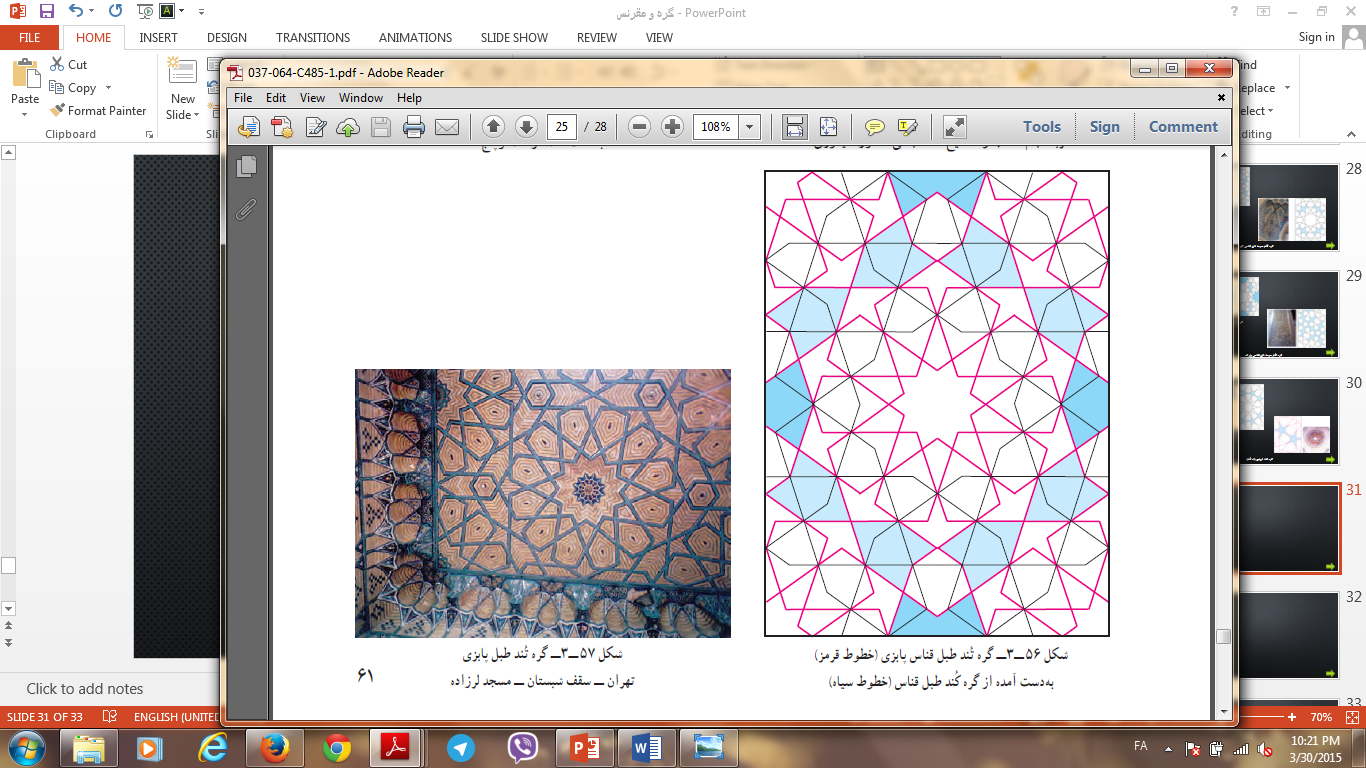 گره و مقرنس - PowerPoint
FILE HOME INSERT DESIGN TRANSITIONS ANIMATIONS SLIDE SHOW REVIEW VIEW Sign in
Paste
Cut
Copy
Format Painter
Clipboard
New
Slide
037-064-C485-1.pdf - Adobe Reader
File Edit View Window Help
25 / 28 108% Tools Sign Comment
شکل ۵۶ــ۳ــ گره تُند طبل قناس پابزی (خطوط قرمز)
به‌دست آمده از گره کُند طبل قناس (خطوط سیاه)
شکل ۵۷ــ۳ــ گره تُند طبل پابزی
تهران ــ سقف شبستان ــ مسجد لرزاده
۶۱
28
29
30
31
32
33
Click to add notes
SLIDE 31 OF 33 ENGLISH (UNITED 70%
FA 10:21 PM
3/30/2015